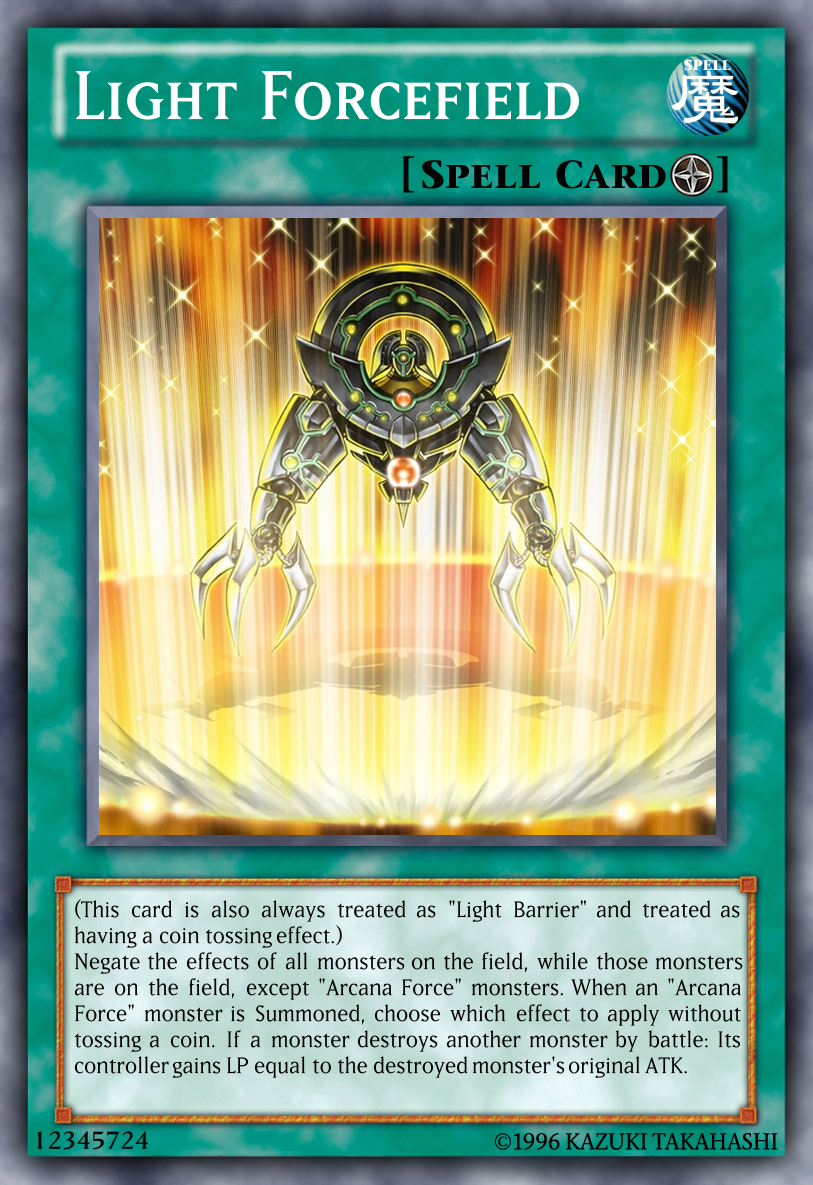 Light Forcefield
SPELL
魔
[Spell Card]
(This card is also always treated as "Light Barrier" and treated as
having a coin tossing effect.)
Negate the effects of all monsters on the field, while those monsters
are on the field, except "Arcana Force" monsters. When an "Arcana
Force" monster is Summoned, choose which effect to apply without
tossing a coin. If a monster destroys another monster by battle: Its
controller gains LP equal to the destroyed monster's original ATK.
12345724
©1996 KAZUKI TAKAHASHI